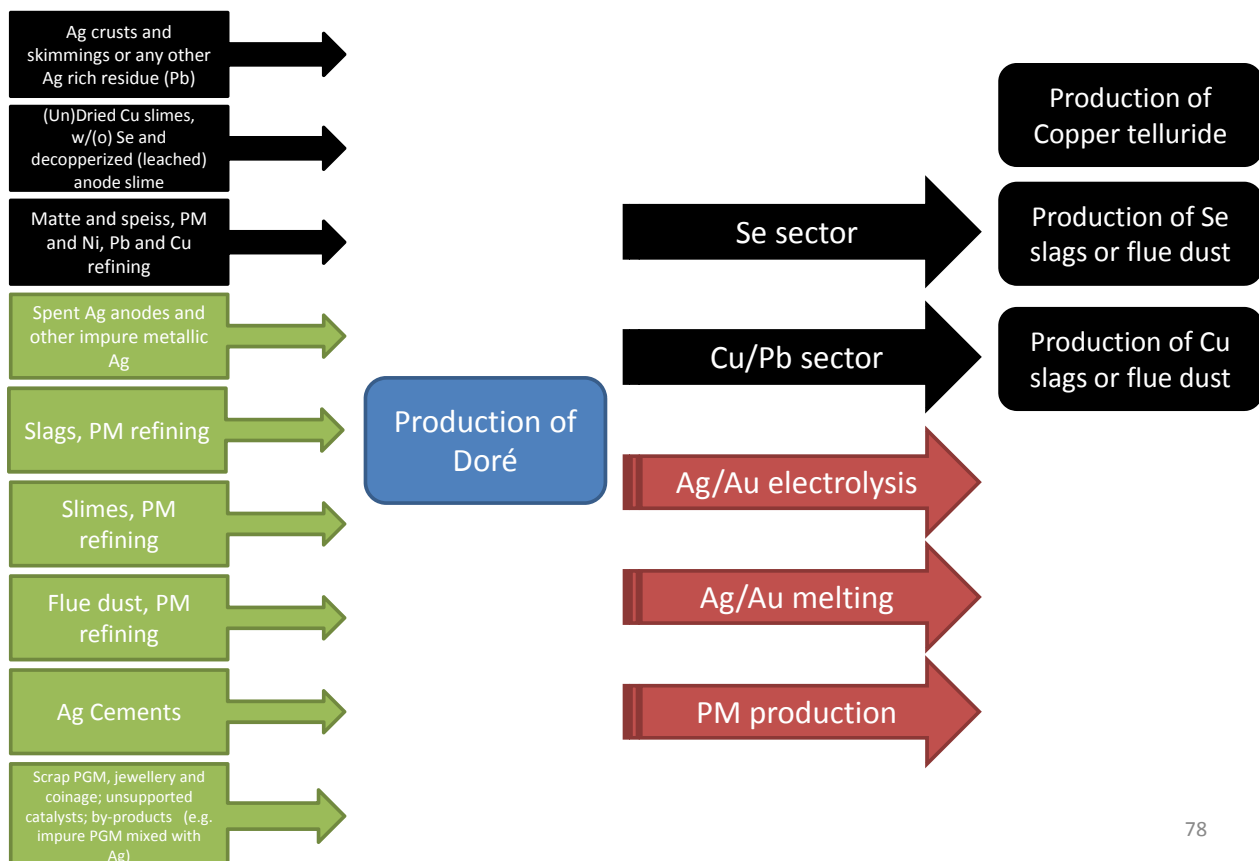 Ag crusts and
skimmings or any other
Ag rich residue (Pb)
(Un)Dried Cu slimes,
w/(o) Se and
decopperized (leached)
anode slime
Matte and speiss, PM
and Ni, Pb and Cu
refining
Spent Ag anodes and
other impure metallic
Ag
Slags, PM refining
Slimes, PM
refining
Flue dust, PM
refining
Ag Cements
Scrap PGM, jewellery and
coinage; unsupported
catalysts; by-products (e.g.
impure PGM mixed with
Ag)
Production of
Doré
Se sector
Cu/Pb sector
Ag/Au electrolysis
Ag/Au melting
PM production
Production of
Copper telluride
Production of Se
slags or flue dust
Production of Cu
slags or flue dust
78